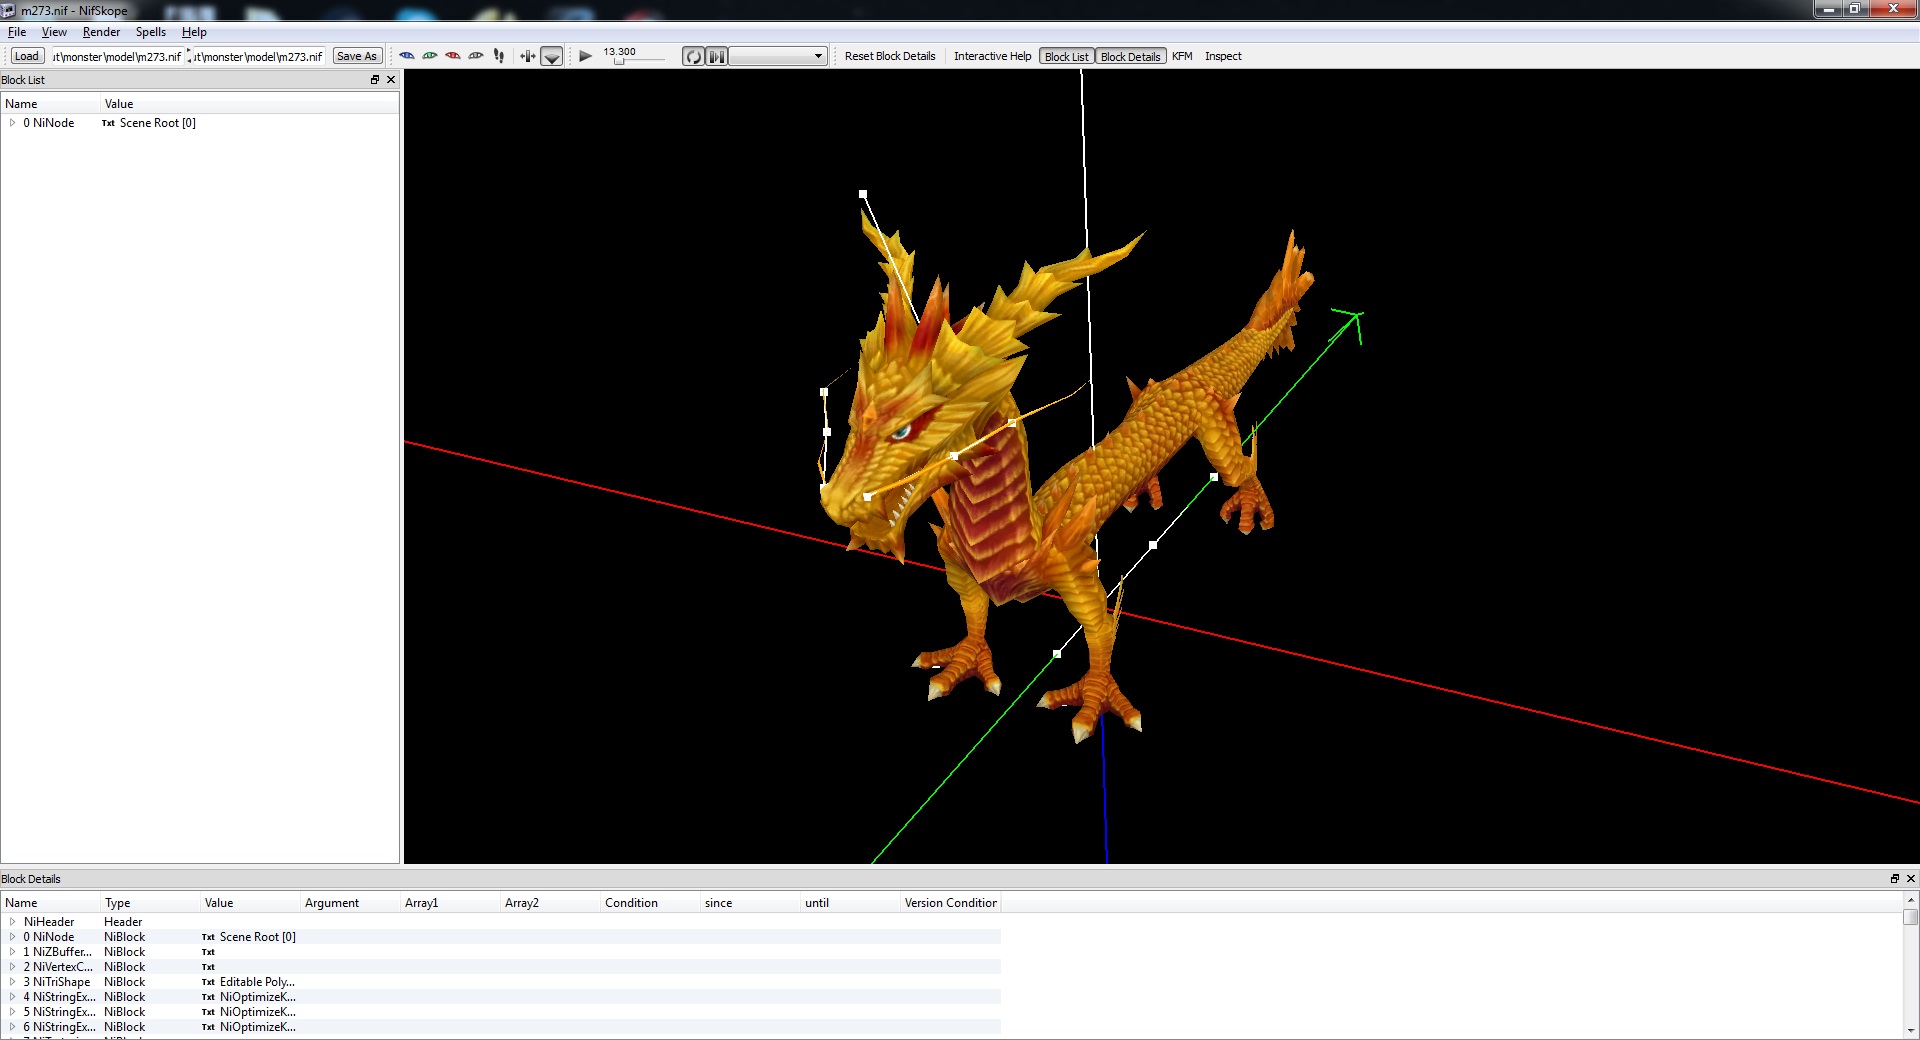 m273.nif - NifSkope
File View Render Spells Help
Load ut\monster\model\m273.nif ut\monster\model\m273.nif Save As 13.300 Reset Block Details Interactive Help Block List Block Details KFM Inspect
Block List
Name Value
0 NiNode Txt Scene Root [0]
Block Details
Name Type Value Argument Array1 Array2 Condition since until Version Condition
NiHeader Header
0 NiNode NiBlock Txt Scene Root [0]
1 NiZBuffer... NiBlock Txt
2 NiVertexC... NiBlock Txt
3 NiTriShape NiBlock Txt Editable Poly...
4 NiStringEx... NiBlock Txt NiOptimizeK...
5 NiStringEx... NiBlock Txt NiOptimizeK...
6 NiStringEx... NiBlock Txt NiOptimizeK...